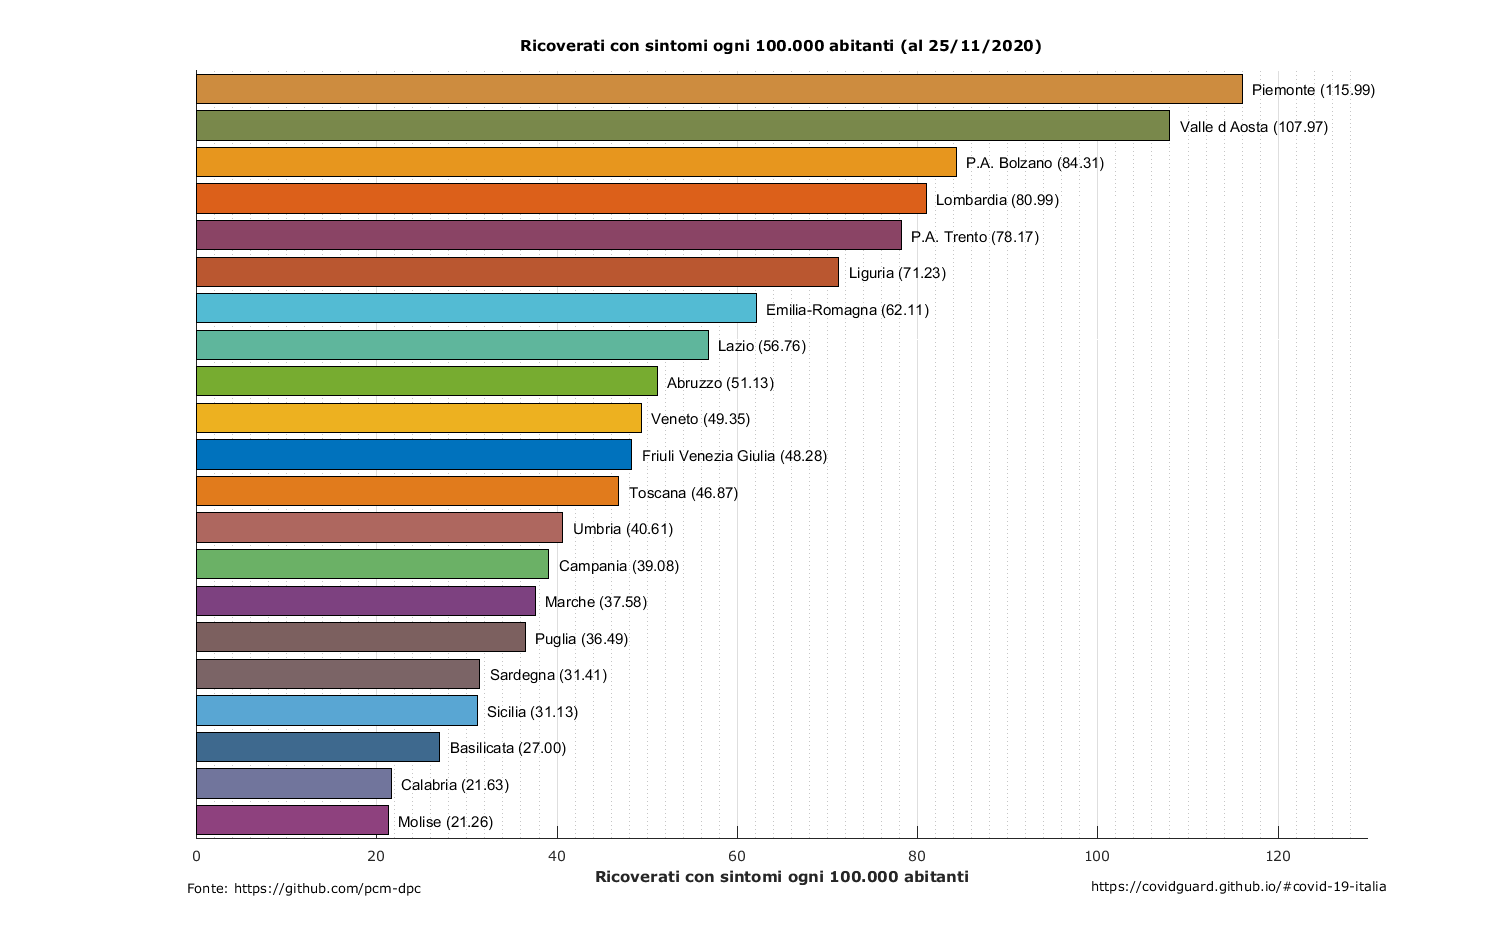 Ricoverati con sintomi ogni 100.000 abitanti (al 25/11/2020)
Piemonte (115.99)
Valle d Aosta (107.97)
P.A. Bolzano (84.31)
Lombardia (80.99)
P.A. Trento (78.17)
Liguria (71.23)
Emilia-Romagna (62.11)
Lazio (56.76)
Abruzzo (51.13)
Veneto (49.35)
Friuli Venezia Giulia (48.28)
Toscana (46.87)
Umbria (40.61)
Campania (39.08)
Marche (37.58)
Puglia (36.49)
Sardegna (31.41)
Sicilia (31.13)
Basilicata (27.00)
Calabria (21.63)
Molise (21.26)
0 20 40 60 80 100 120
Ricoverati con sintomi ogni 100.000 abitanti
Fonte: https://github.com/pcm-dpc
https://covidguard.github.io/#covid-19-italia